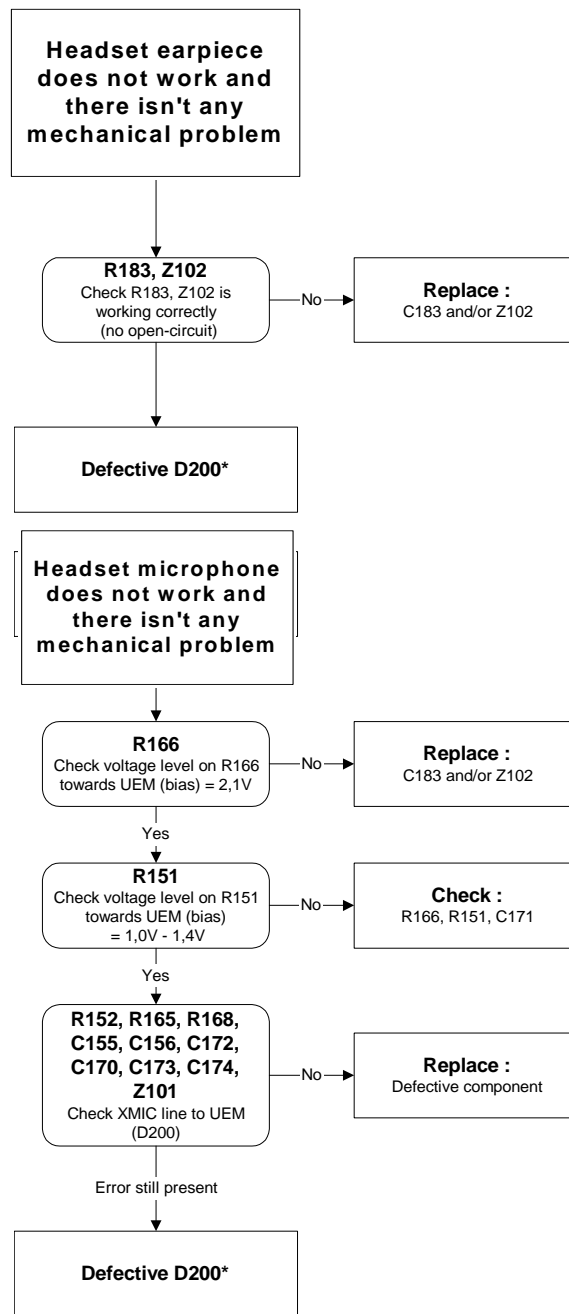 Headset earpiece
does not work and
there isn't any
mechanical problem
R183, Z102
Check R183, Z102 is
working correctly
(no open-circuit)
No
Replace :
C183 and/or Z102
Defective D200*
Headset microphone
does not work and
there isn't any
mechanical problem
R166
Check voltage level on R166
towards UEM (bias) = 2,1V
No
Replace :
C183 and/or Z102
Yes
R151
Check voltage level on R151
towards UEM (bias)
= 1,0V - 1,4V
No
Check :
R166, R151, C171
Yes
R152, R165, R168,
C155, C156, C172,
C170, C173, C174,
Z101
Check XMIC line to UEM
(D200)
No
Replace :
Defective component
Error still present
Defective D200*